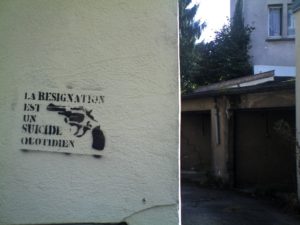 LA RESIGNATION
EST
UN
SUICIDE
QUOTIDIEN